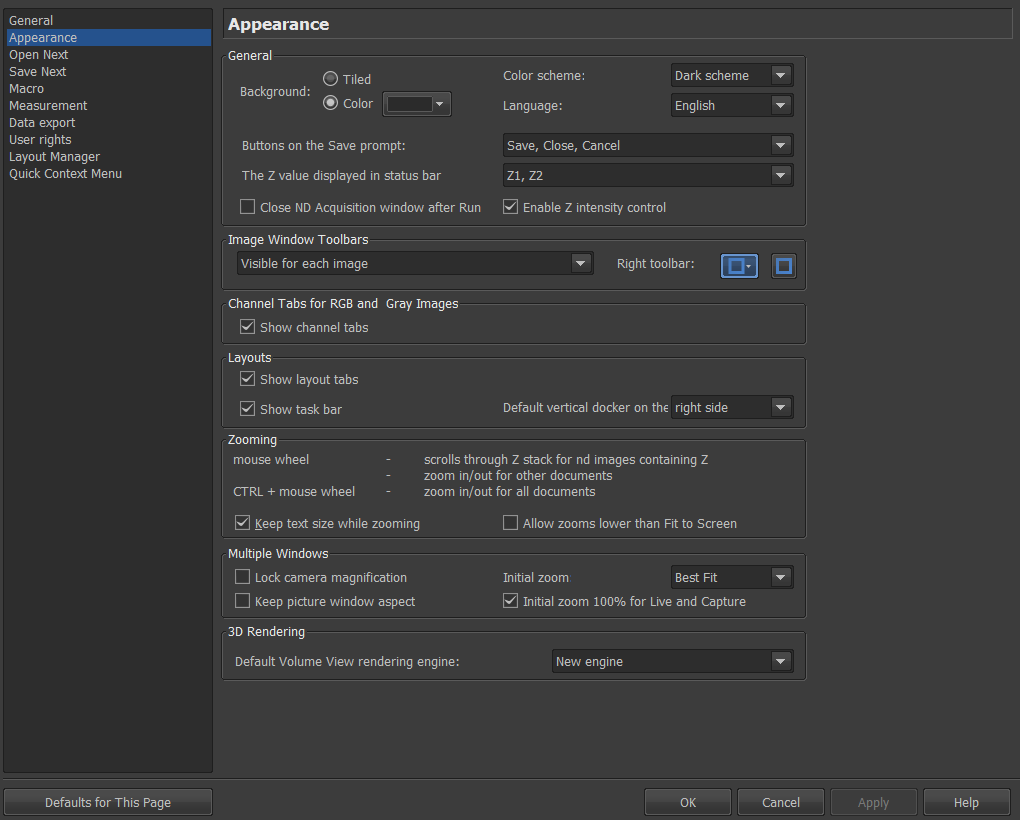 General
Appearance
Open Next
Save Next
Macro
Measurement
Data export
User rights
Layout Manager
Quick Context Menu
Appearance
General
Background:
Tiled
Color
Color scheme:
Dark scheme
Language:
English
Buttons on the Save prompt:
Save, Close, Cancel
The Z value displayed in status bar
Z1, Z2
Close ND Acquisition window after Run
Enable Z intensity control
Image Window Toolbars
Visible for each image
Right toolbar:
Channel Tabs for RGB and Gray Images
Show channel tabs
Layouts
Show layout tabs
Show task bar
Default vertical docker on the
right side
Zooming
mouse wheel - scrolls through Z stack for nd images containing Z
- zoom in/out for other documents
CTRL + mouse wheel - zoom in/out for all documents
Keep text size while zooming
Allow zooms lower than Fit to Screen
Multiple Windows
Lock camera magnification
Initial zoom
Best Fit
Keep picture window aspect
Initial zoom 100% for Live and Capture
3D Rendering
Default Volume View rendering engine:
New engine
Defaults for This Page
OK
Cancel
Apply
Help